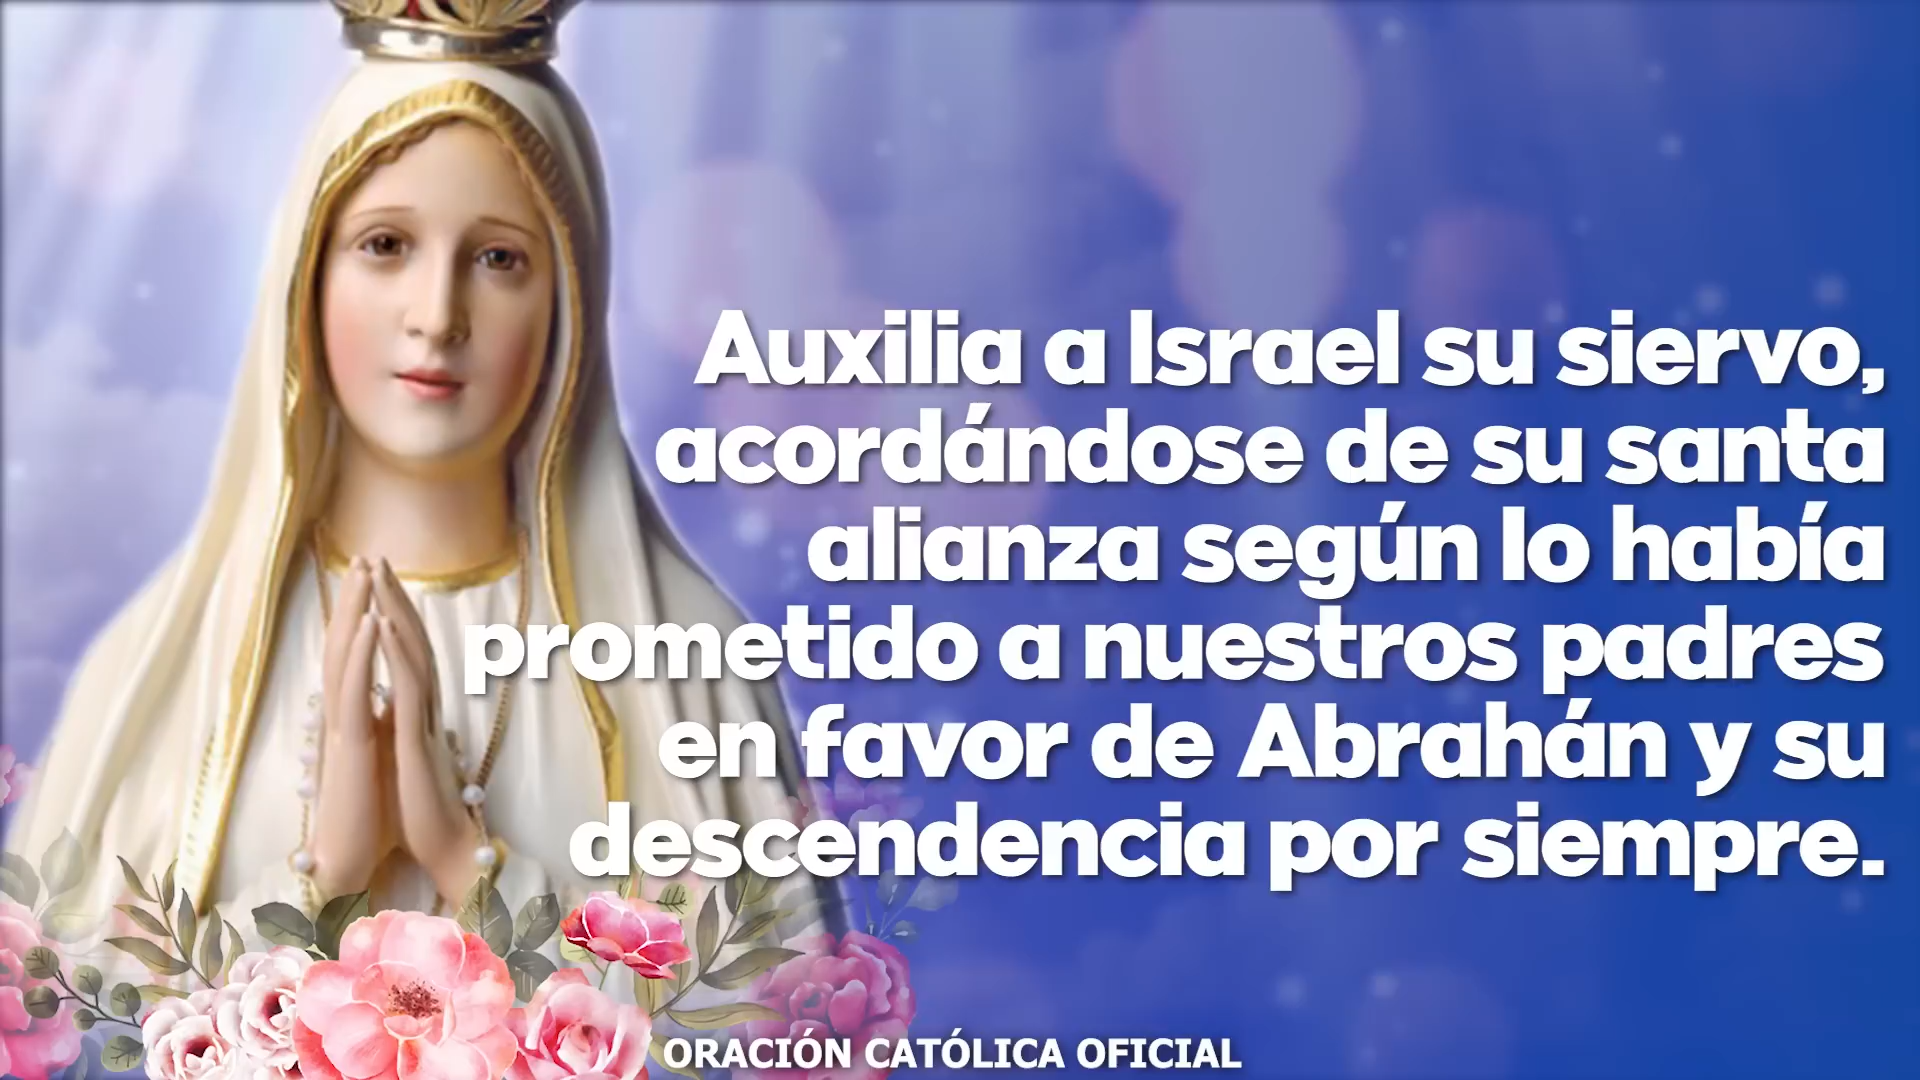 Auxilia a Israel su siervo,
acordándose de su santa
alianza según lo había
prometido a nuestros padres
en favor de Abrahán y su
descendencia por siempre.
ORACIÓN CATÓLICA OFICIAL